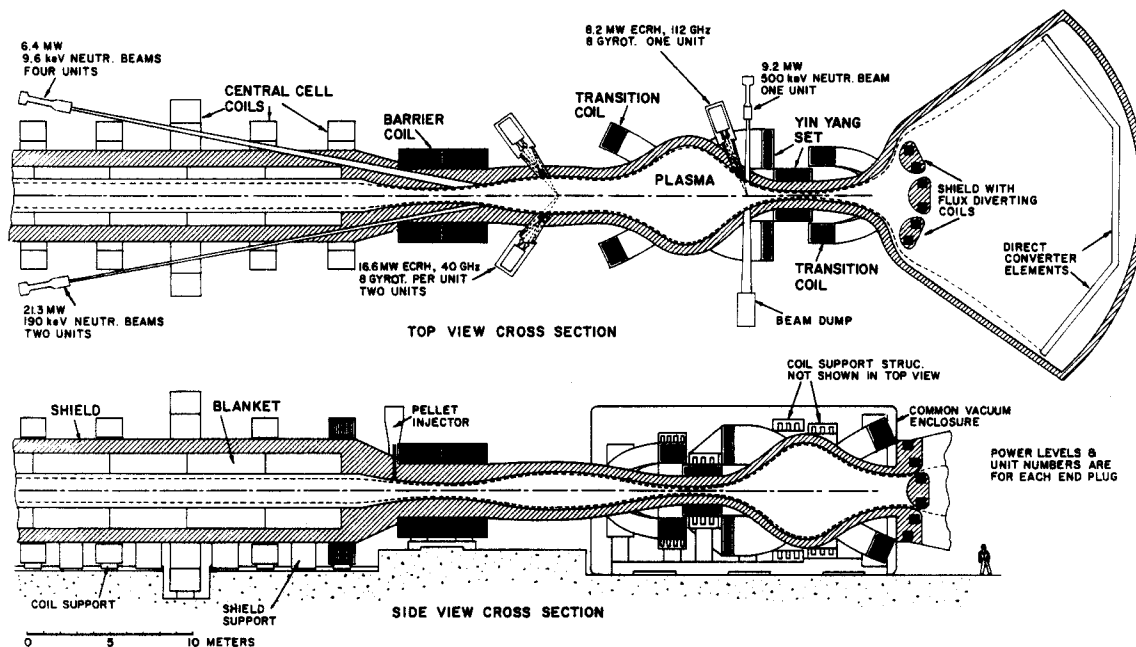 6.4 MW
9.6 keV NEUTR. BEAMS
FOUR UNITS
CENTRAL CELL
COILS
BARRIER
COIL
8.2 MW ECRH, 112 GHz
8 GYROT. ONE UNIT
TRANSITION
COIL
9.2 MW
500 keV NEUTR. BEAM
ONE UNIT
YIN YANG
SET
PLASMA
SHIELD WITH
FLUX DIVERTING
COILS
DIRECT
CONVERTER
ELEMENTS
21.3 MW
190 keV NEUTR. BEAMS
TWO UNITS
16.6 MW ECRH, 40 GHz
8 GYROT. PER UNIT
TWO UNITS
TRANSITION
COIL
BEAM DUMP
TOP VIEW CROSS SECTION
SHIELD
BLANKET
PELLET
INJECTOR
COIL SUPPORT STRUC.
NOT SHOWN IN TOP VIEW
COMMON VACUUM
ENCLOSURE
POWER LEVELS &
UNIT NUMBERS ARE
FOR EACH END PLUG
COIL SUPPORT
SHIELD
SUPPORT
SIDE VIEW CROSS SECTION
0 5 10 METERS